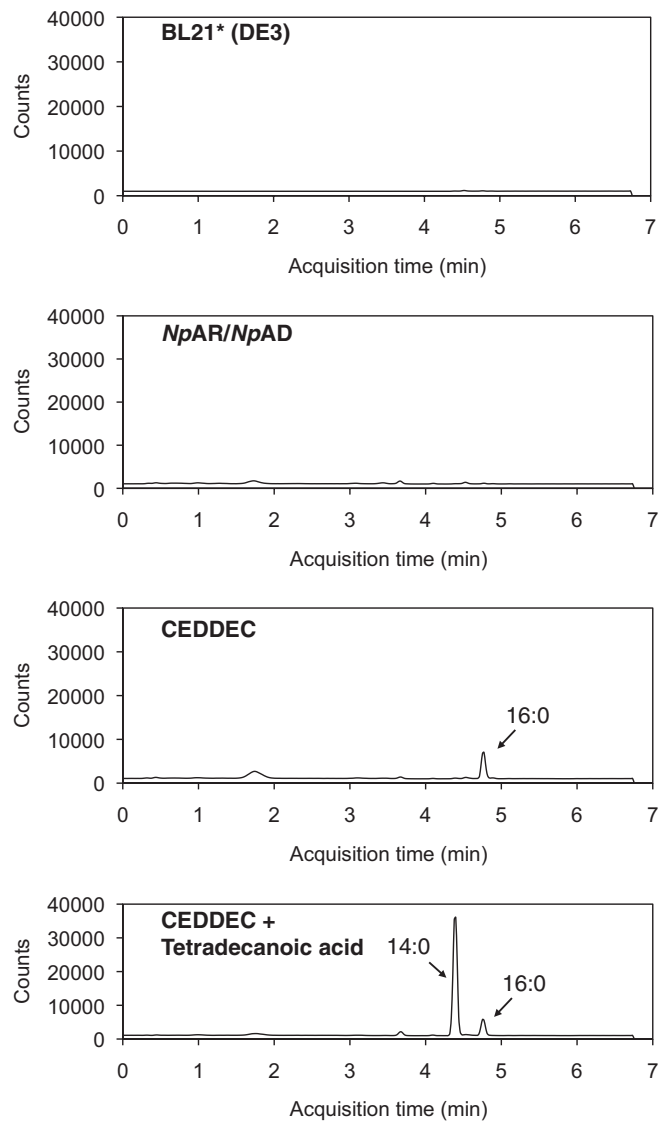 BL21* (DE3)
40000
30000
20000
10000
0
Counts
0 1 2 3 4 5 6 7
Acquisition time (min)
NpAR/NpAD
40000
30000
20000
10000
0
Counts
0 1 2 3 4 5 6 7
Acquisition time (min)
CEDDEC
40000
30000
20000
10000
0
Counts
16:0
0 1 2 3 4 5 6 7
Acquisition time (min)
CEDDEC +
Tetradecanoic acid
40000
30000
20000
10000
0
Counts
14:0
16:0
0 1 2 3 4 5 6 7
Acquisition time (min)